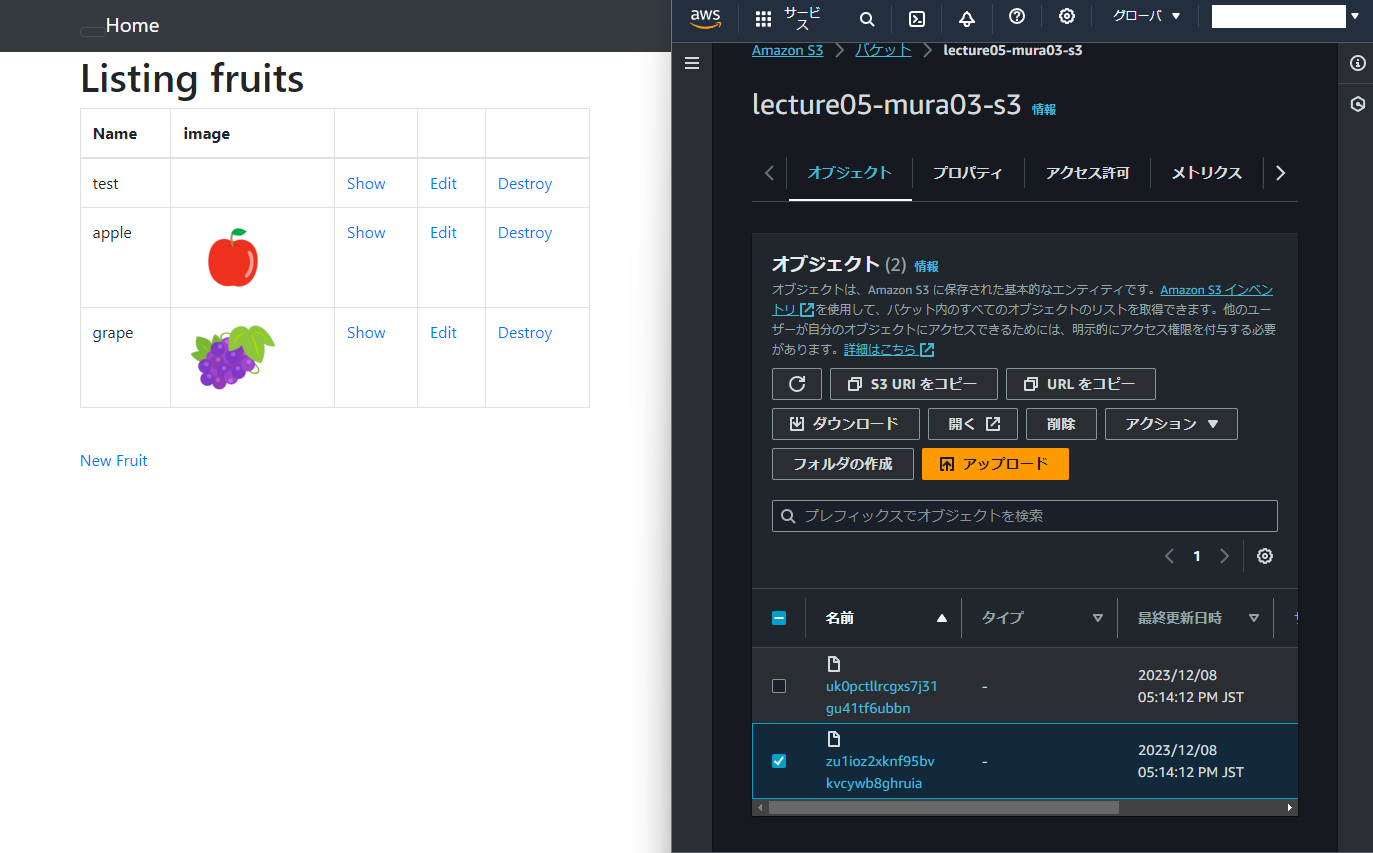 Home
Listing fruits
Name image
test Show Edit Destroy
apple Show Edit Destroy
grape Show Edit Destroy
New Fruit
aws
サービ
ス
グローバ
Amazon S3 バケット lecture05-mura03-s3
lecture05-mura03-s3 情報
オブジェクト プロパティ アクセス許可 メトリクス
オブジェクト (2) 情報
オブジェクトは、Amazon S3 に保存された基本的なエンティティです。Amazon S3 インベン
トリ を使用して、バケット内のすべてのオブジェクトのリストを取得できます。他のユー
ザーが自分のオブジェクトにアクセスできるためには、明示的にアクセス権限を付与する必要
があります。詳細はこちら
S3 URI をコピー URL をコピー
ダウンロード 開く 削除 アクション
フォルダの作成 アップロード
プレフィックスでオブジェクトを検索
1
名前 タイプ 最終更新日時
uk0pctllrcgxs7j31
gu41tf6ubbn
-
2023/12/08
05:14:12 PM JST
zu1ioz2xknf95bv
kvcywb8ghruia
-
2023/12/08
05:14:12 PM JST